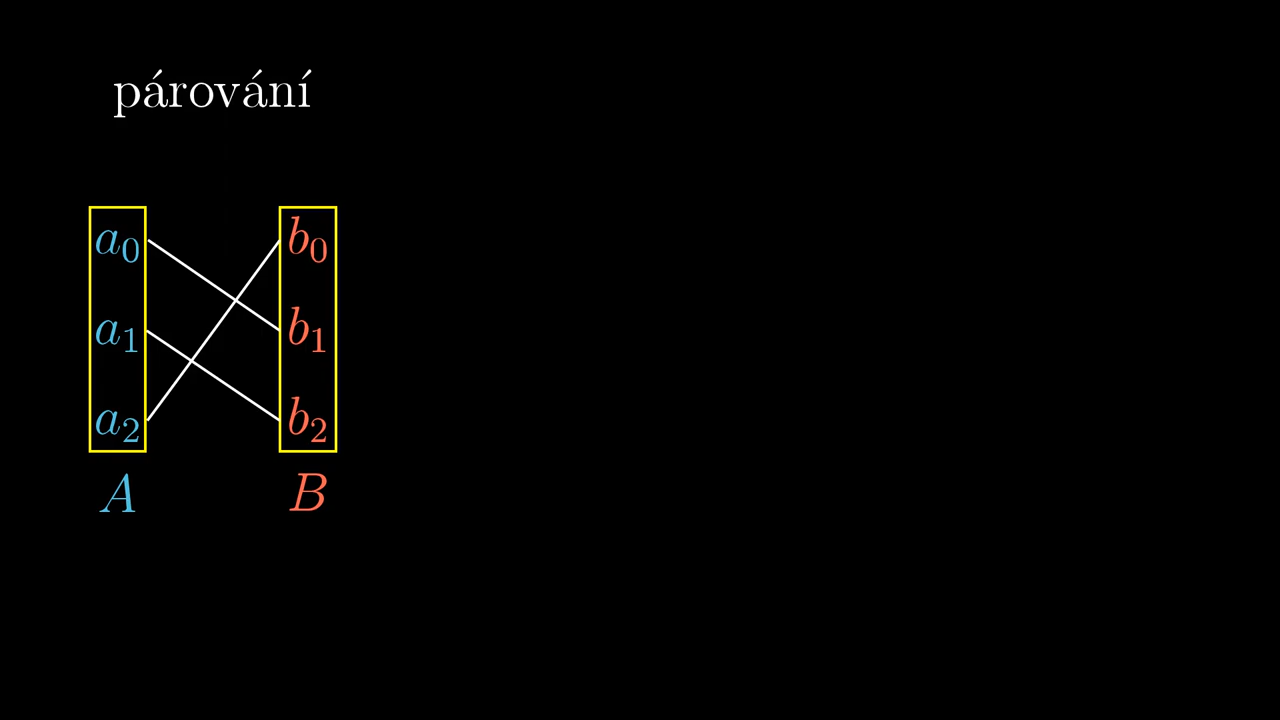 párování
a₀ b₀
a₁ b₁
a₂ b₂
A B